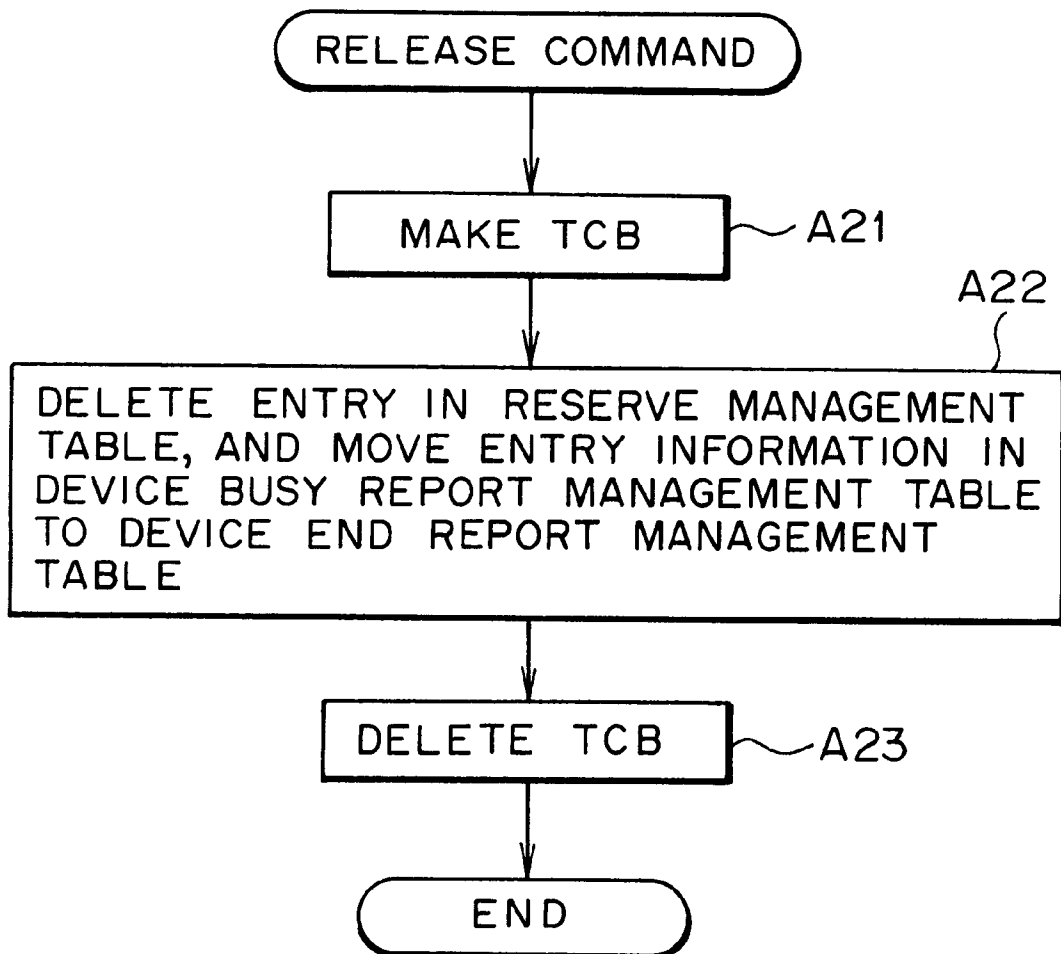 RELEASE COMMAND
MAKE TCB
A21
A22
DELETE ENTRY IN RESERVE MANAGEMENT
TABLE, AND MOVE ENTRY INFORMATION IN
DEVICE BUSY REPORT MANAGEMENT TABLE
TO DEVICE END REPORT MANAGEMENT
TABLE
DELETE TCB
A23
END